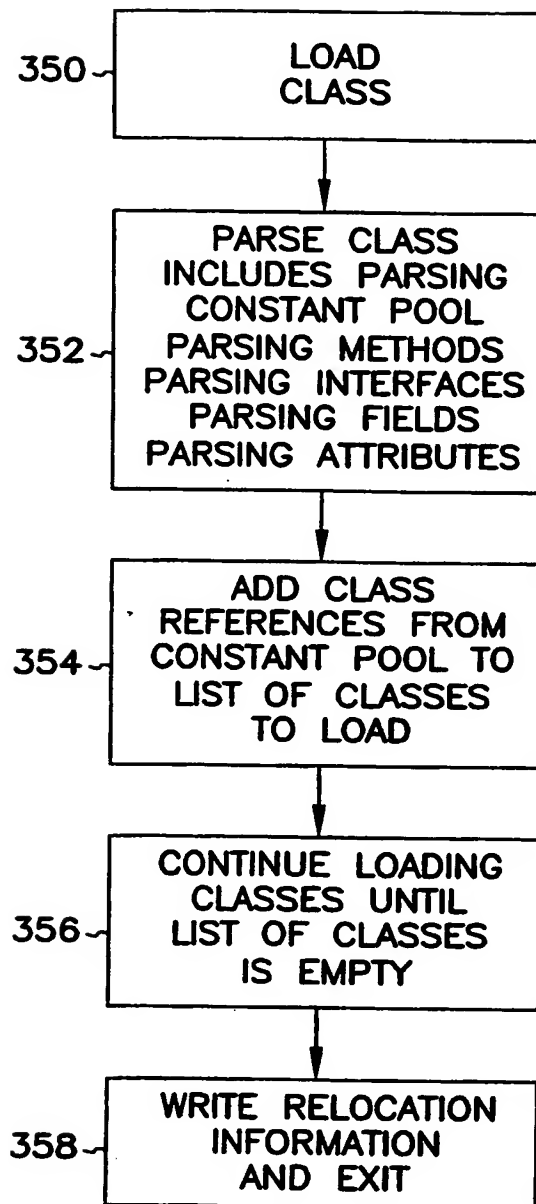 350
LOAD
CLASS
352
PARSE CLASS
INCLUDES PARSING
CONSTANT POOL
PARSING METHODS
PARSING INTERFACES
PARSING FIELDS
PARSING ATTRIBUTES
354
ADD CLASS
REFERENCES FROM
CONSTANT POOL TO
LIST OF CLASSES
TO LOAD
356
CONTINUE LOADING
CLASSES UNTIL
LIST OF CLASSES
IS EMPTY
358
WRITE RELOCATION
INFORMATION
AND EXIT